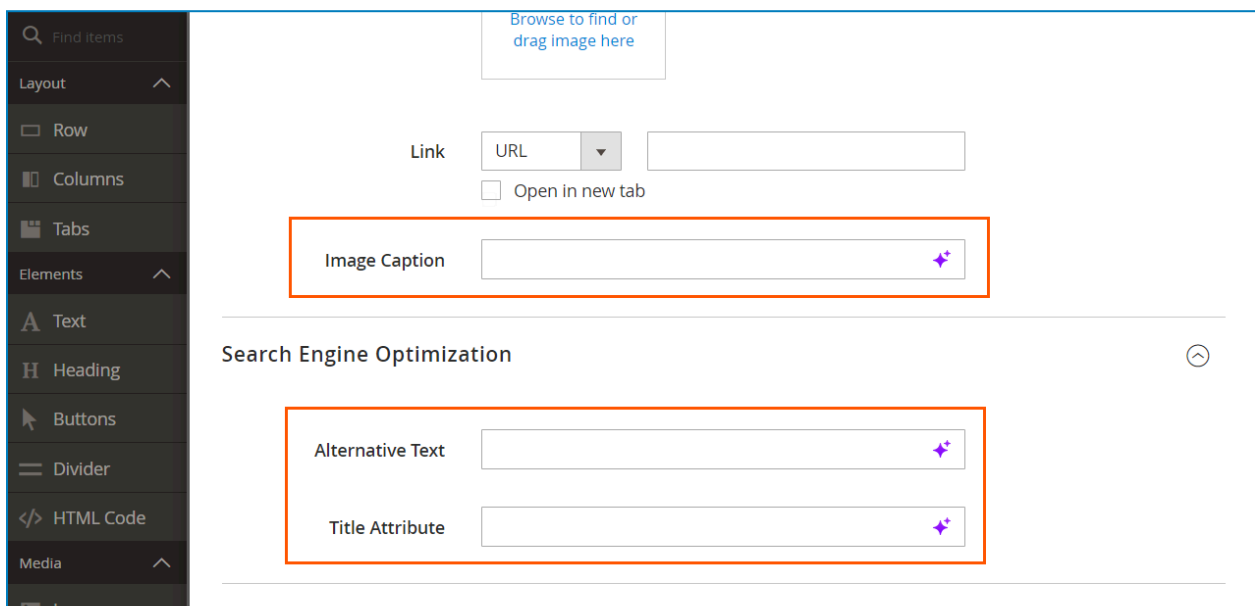 Find items
Layout
Row
Columns
Tabs
Elements
Text
Heading
Buttons
Divider
HTML Code
Media
Browse to find or
drag image here
Link
URL
Open in new tab
Image Caption
Search Engine Optimization
Alternative Text
Title Attribute